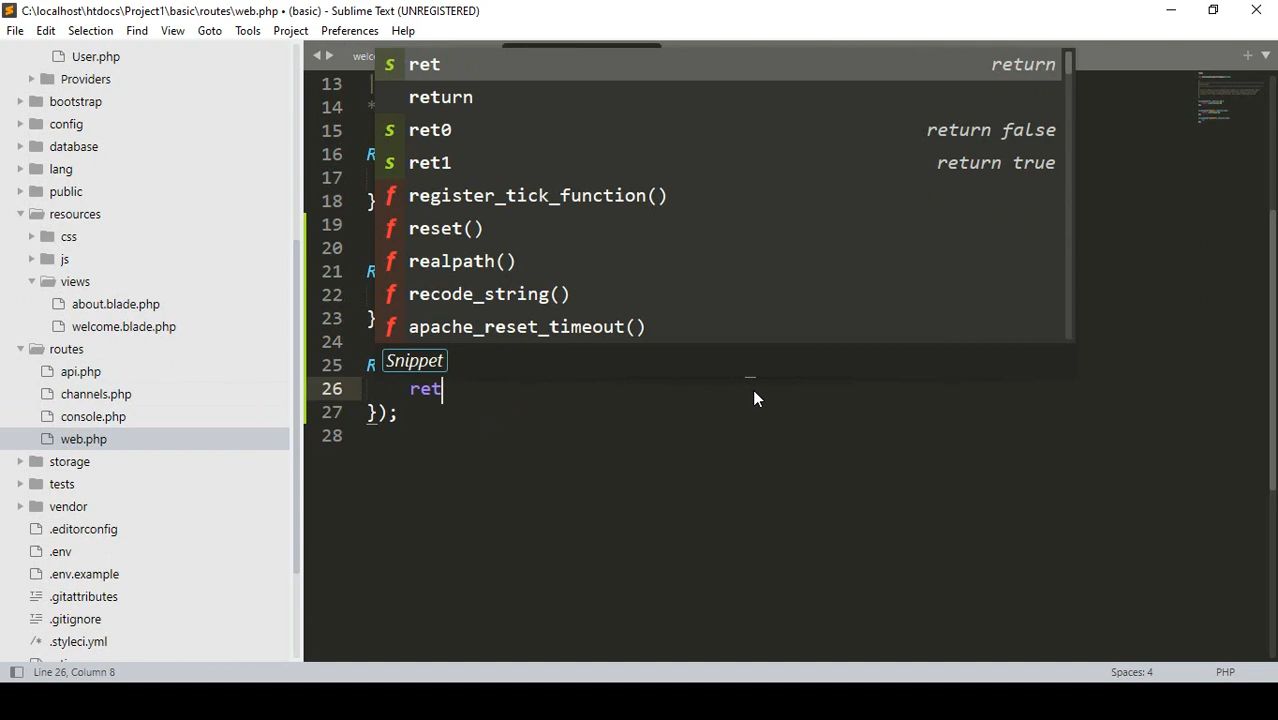 C:\localhost\htdocs\Project1\basic\routes\web.php • (basic) - Sublime Text (UNREGISTERED)
File Edit Selection Find View Goto Tools Project Preferences Help
User.php
Providers
bootstrap
config
database
lang
public
resources
css
js
views
about.blade.php
welcome.blade.php
routes
api.php
channels.php
console.php
web.php
storage
tests
vendor
.editorconfig
.env
.env.example
.gitattributes
.gitignore
.styleci.yml
welc
s ret return
return
s ret0 return false
s ret1 return true
f register_tick_function()
f reset()
f realpath()
f recode_string()
f apache_reset_timeout()
Snippet
13 |
14 *
15
16 R
17
18 }
19
20
21 R
22
23 }
24
25 R
26 ret
27 });
28
Line 26, Column 8 Spaces: 4 PHP